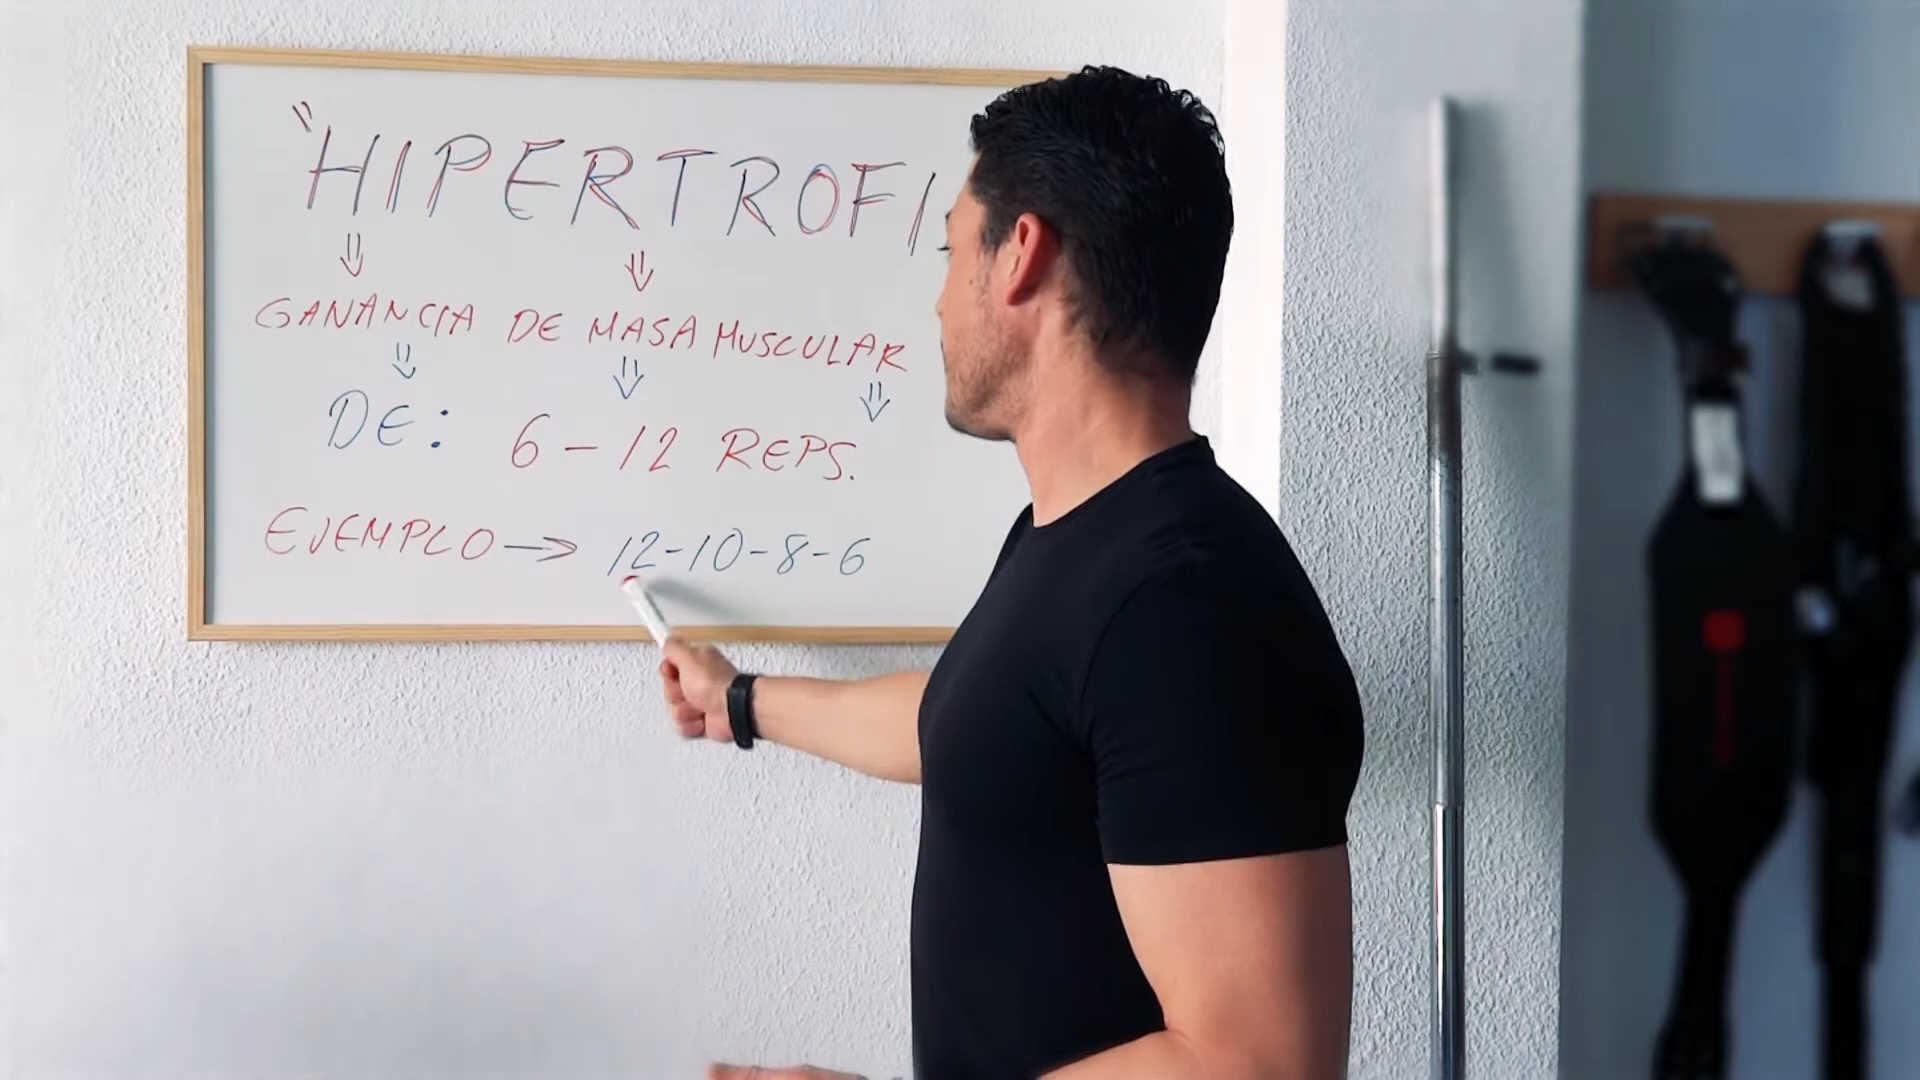 "HIPERTROFI
GANANCIA DE MASA MUSCULAR
DE: 6-12 REPS.
EJEMPLO → 12-10-8-6